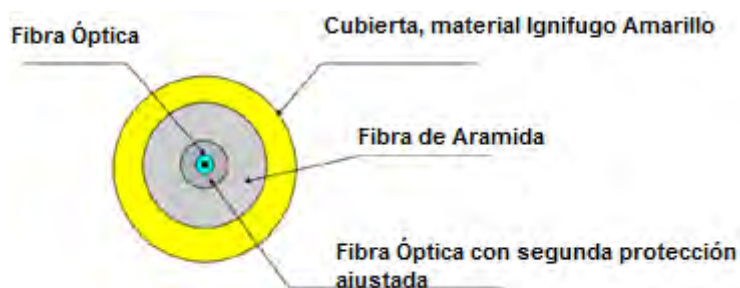 Fibra Óptica
Cubierta, material Ignifugo Amarillo
Fibra de Aramida
Fibra Óptica con segunda protección
ajustada